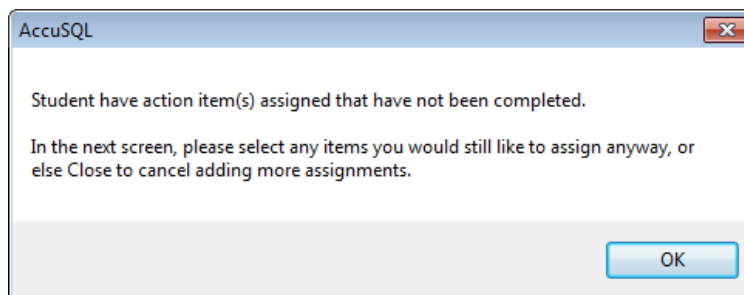 AccuSQL
Student have action item(s) assigned that have not been completed.
In the next screen, please select any items you would still like to assign anyway, or
else Close to cancel adding more assignments.
OK